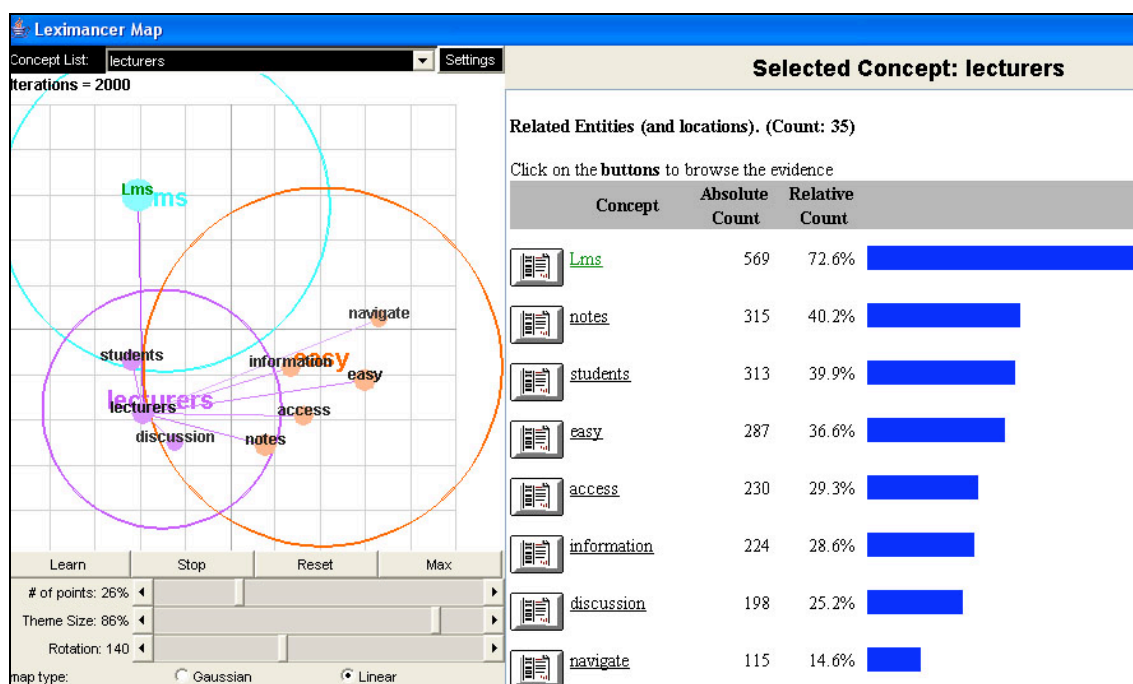 Leximancer Map
Concept List: lecturers Settings
Iterations = 2000
Lms
lms
navigate
students
information
easy
easy
lecturers
lecturers
access
discussion
notes
Learn Stop Reset Max
# of points: 26%
Theme Size: 86%
Rotation: 140
map type: Gaussian Linear
Selected Concept: lecturers
Related Entities (and locations). (Count: 35)
Click on the buttons to browse the evidence
Concept Absolute Count Relative Count
Lms 569 72.6%
notes 315 40.2%
students 313 39.9%
easy 287 36.6%
access 230 29.3%
information 224 28.6%
discussion 198 25.2%
navigate 115 14.6%